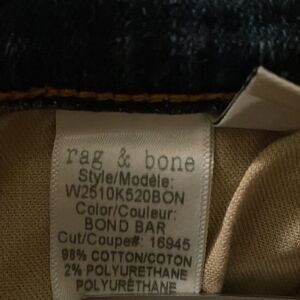 rag & bone
Style/Modèle:
W2510K520BON
Color/Couleur:
BOND BAR
Cut/Coupe#: 16945
98% COTTON/COTON
2% POLYURETHANE
POLYURÉTHANE